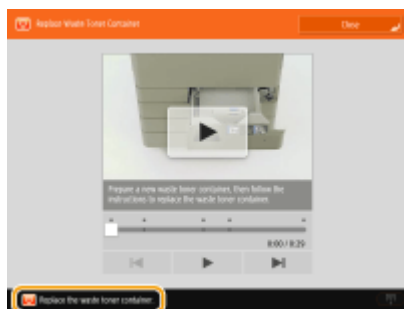 Replace Waste Toner Container
Close
Prepare a new waste toner container, then follow the
instructions to replace the waste toner container.
0:00 / 0:29
Replace the waste toner container.